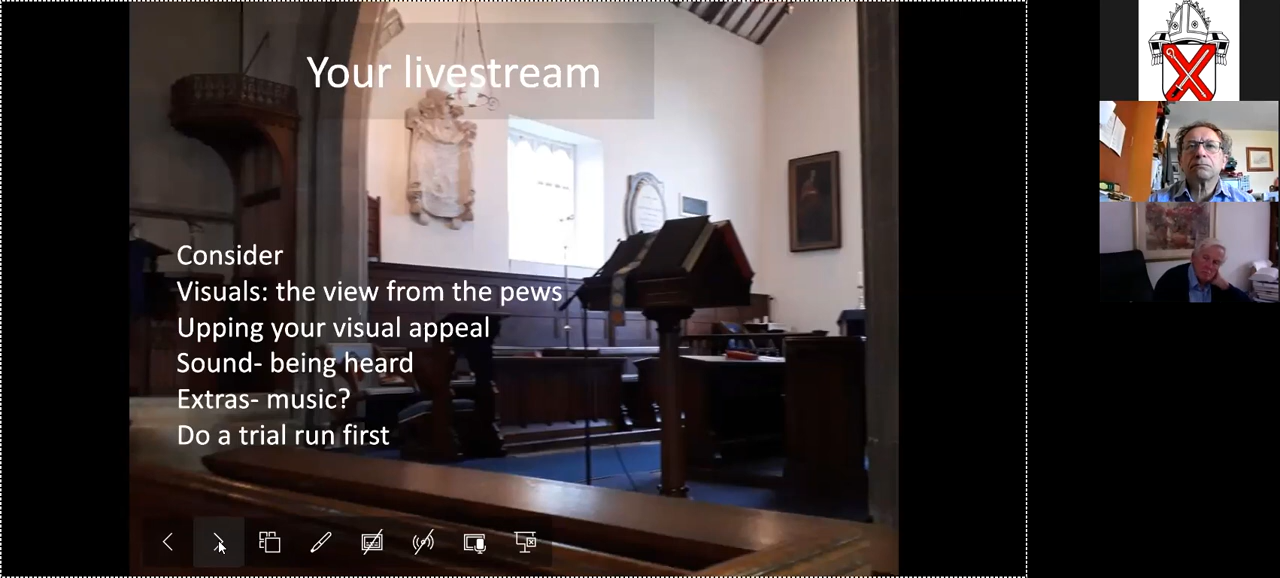 Your livestream
Consider
Visuals: the view from the pews
Upping your visual appeal
Sound- being heard
Extras- music?
Do a trial run first